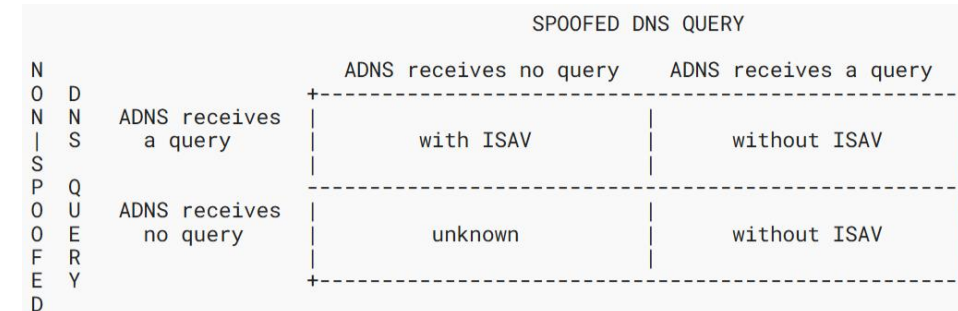 SPOOFED DNS QUERY
N                         ADNS receives no query    ADNS receives a query
O  D                    +---------------------------------------------------
N  N   ADNS receives    |                          |
|  S     a query        |        with ISAV         |      without ISAV
S                       |                          |
P  Q                    ----------------------------------------------------
O  U   ADNS receives    |                          |
O  E     no query       |         unknown          |      without ISAV
F  R                    |                          |
E  Y                    +---------------------------------------------------
D